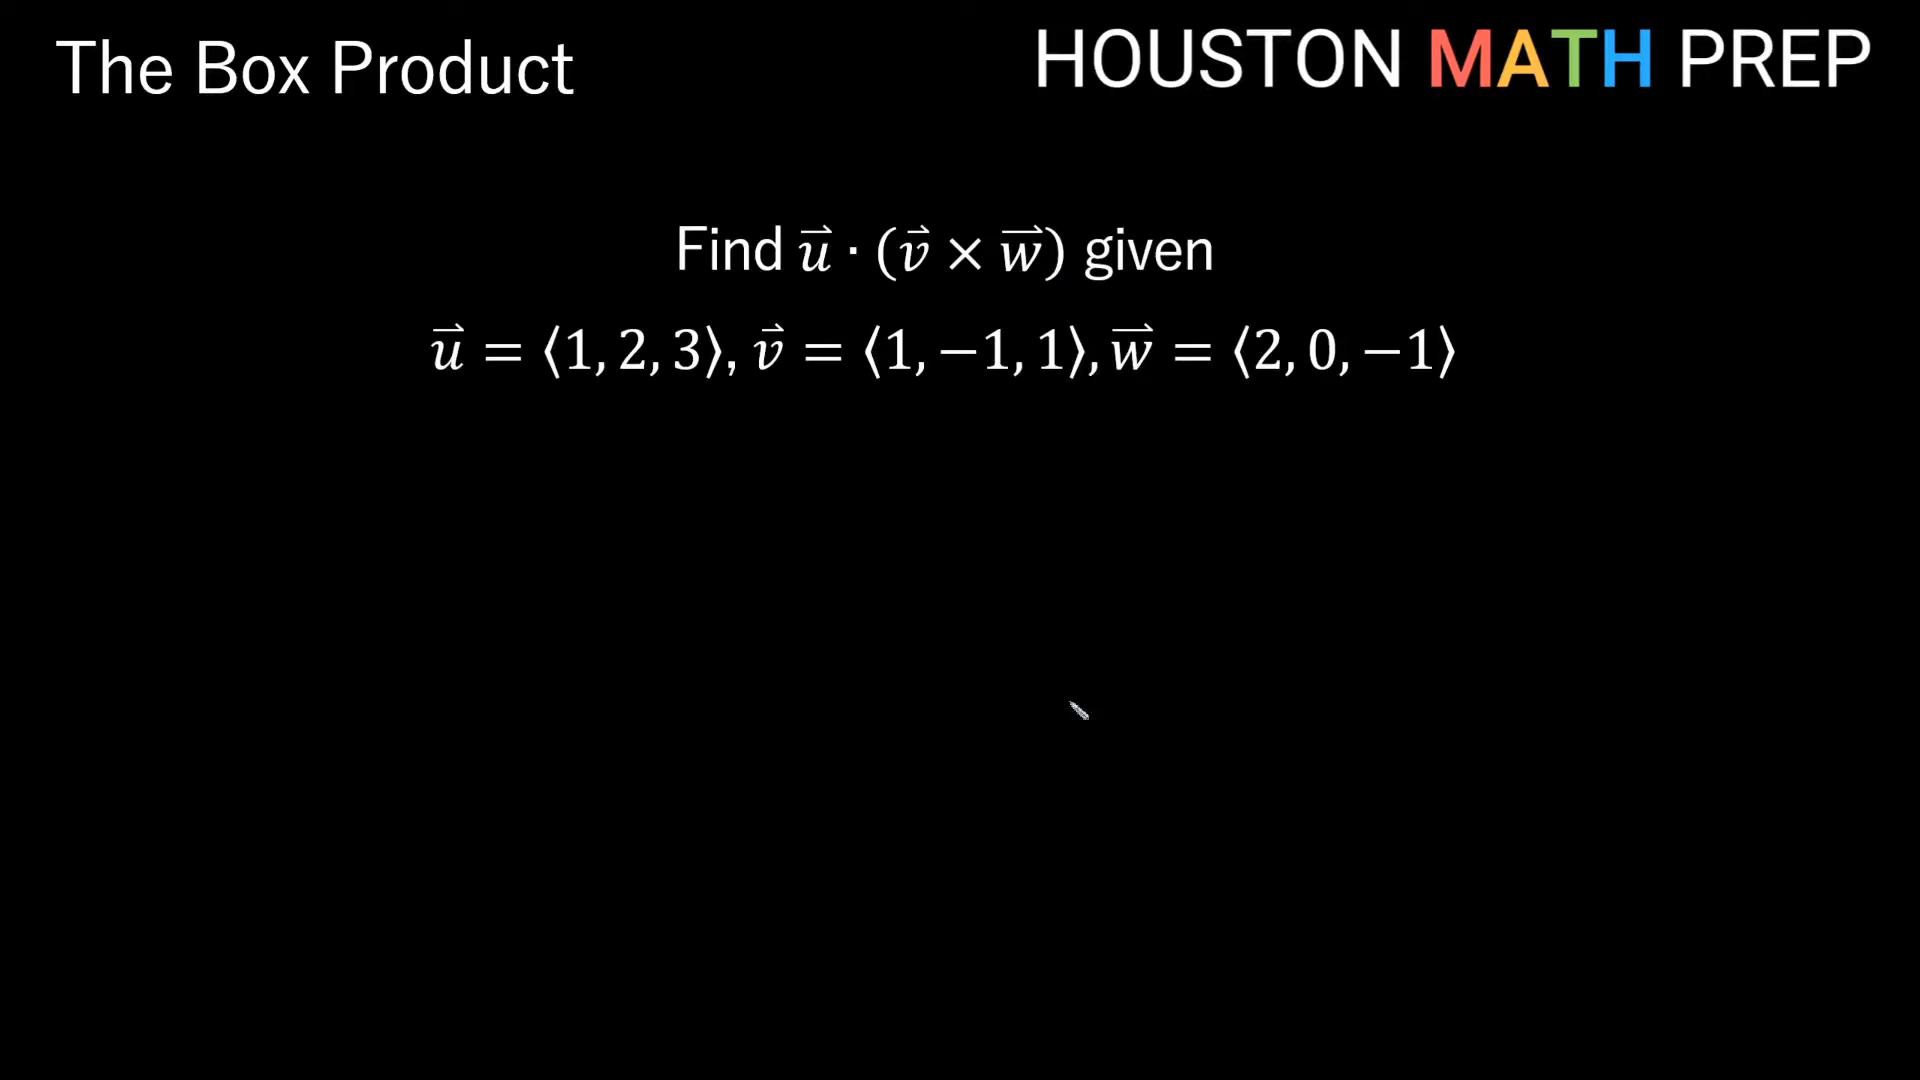 The Box Product
HOUSTON MATH PREP
Find u⃗ · (v⃗ × w⃗) given
u⃗ = ⟨1, 2, 3⟩, v⃗ = ⟨1, −1, 1⟩, w⃗ = ⟨2, 0, −1⟩